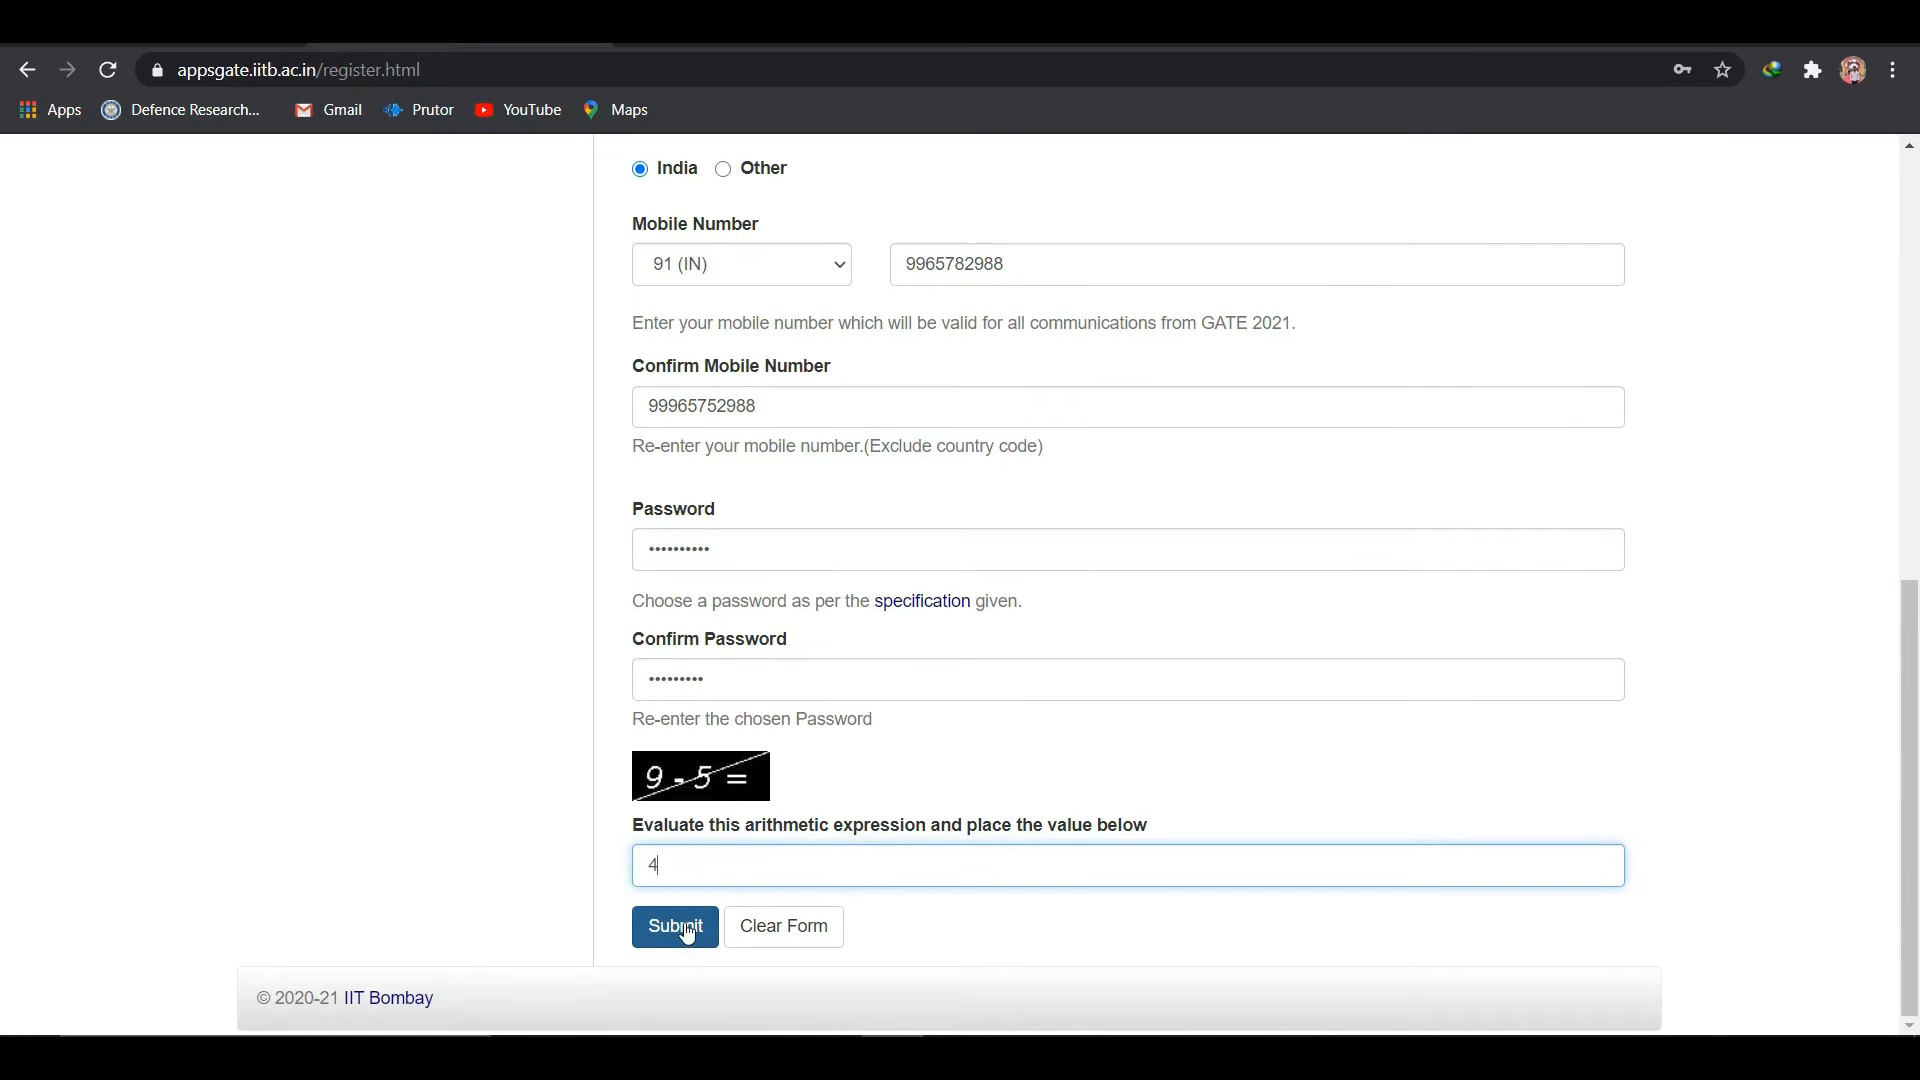 appsgate.iitb.ac.in/register.html
Apps Defence Research... Gmail Prutor YouTube Maps
India Other
Mobile Number
91 (IN) 9965782988
Enter your mobile number which will be valid for all communications from GATE 2021.
Confirm Mobile Number
99965752988
Re-enter your mobile number.(Exclude country code)
Password
••••••••••
Choose a password as per the specification given.
Confirm Password
•••••••••
Re-enter the chosen Password
9 - 5 =
Evaluate this arithmetic expression and place the value below
4
Submit Clear Form
© 2020-21 IIT Bombay